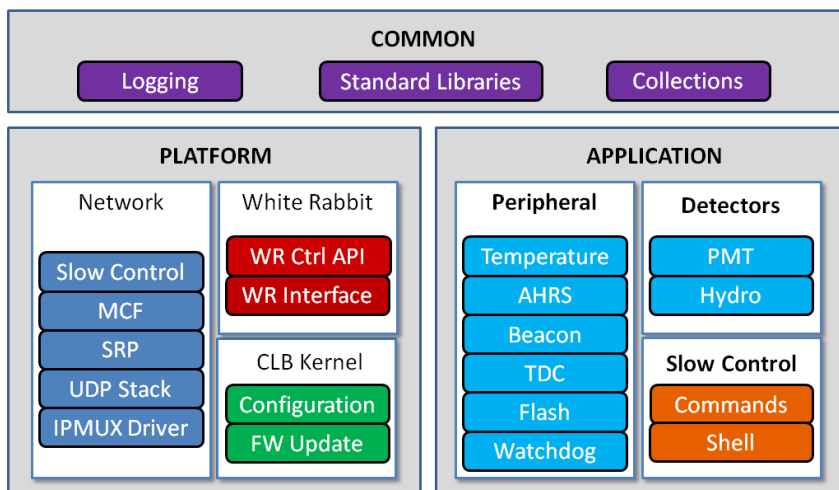 COMMON
Logging
Standard Libraries
Collections
PLATFORM
Network
Slow Control
MCF
SRP
UDP Stack
IPMUX Driver
White Rabbit
WR Ctrl API
WR Interface
CLB Kernel
Configuration
FW Update
APPLICATION
Peripheral
Temperature
AHRS
Beacon
TDC
Flash
Watchdog
Detectors
PMT
Hydro
Slow Control
Commands
Shell